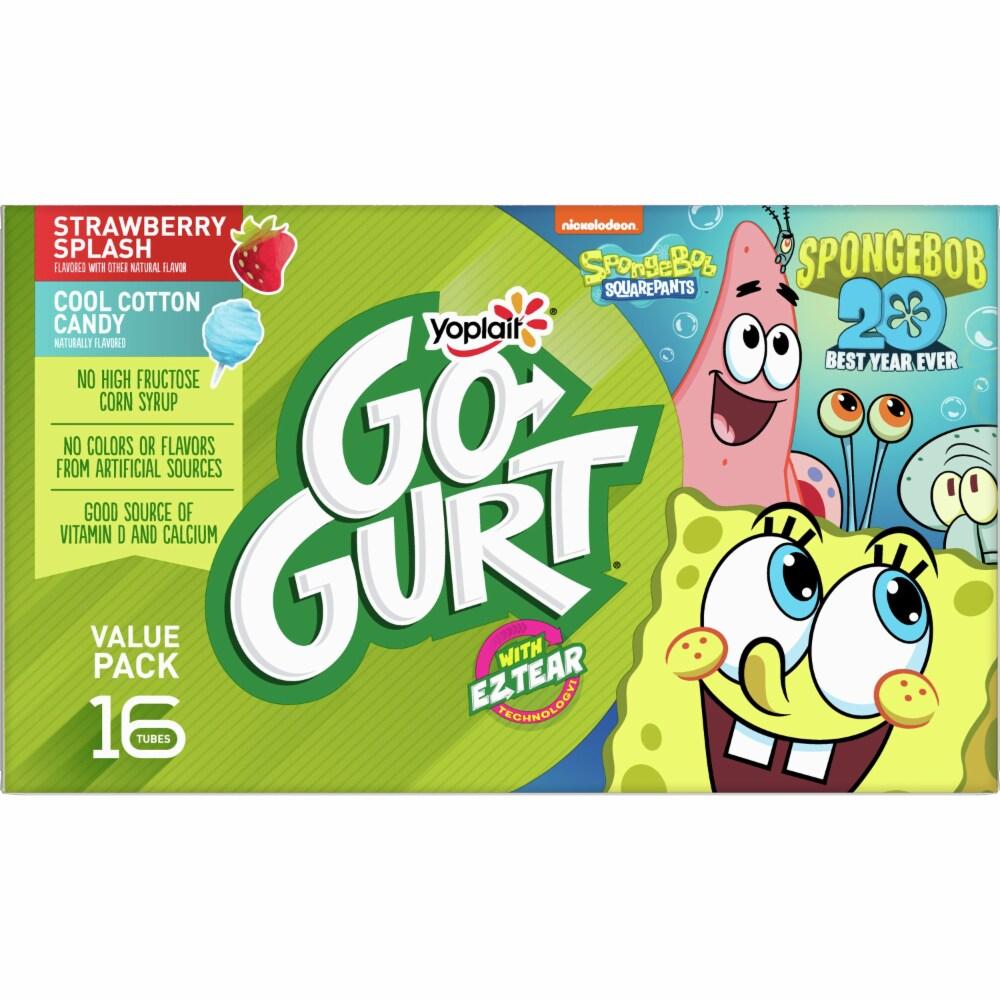 STRAWBERRY
SPLASH
FLAVORED WITH OTHER NATURAL FLAVOR
COOL COTTON
CANDY
NATURALLY FLAVORED
NO HIGH FRUCTOSE
CORN SYRUP
NO COLORS OR FLAVORS
FROM ARTIFICIAL SOURCES
GOOD SOURCE OF
VITAMIN D AND CALCIUM
VALUE
PACK
16
TUBES
Yoplait®
GO-
GURT®
WITH
EZ TEAR
TECHNOLOGY!
nickelodeon
SpongeBob
SQUAREPANTS®
SPONGEBOB
20
BEST YEAR EVER